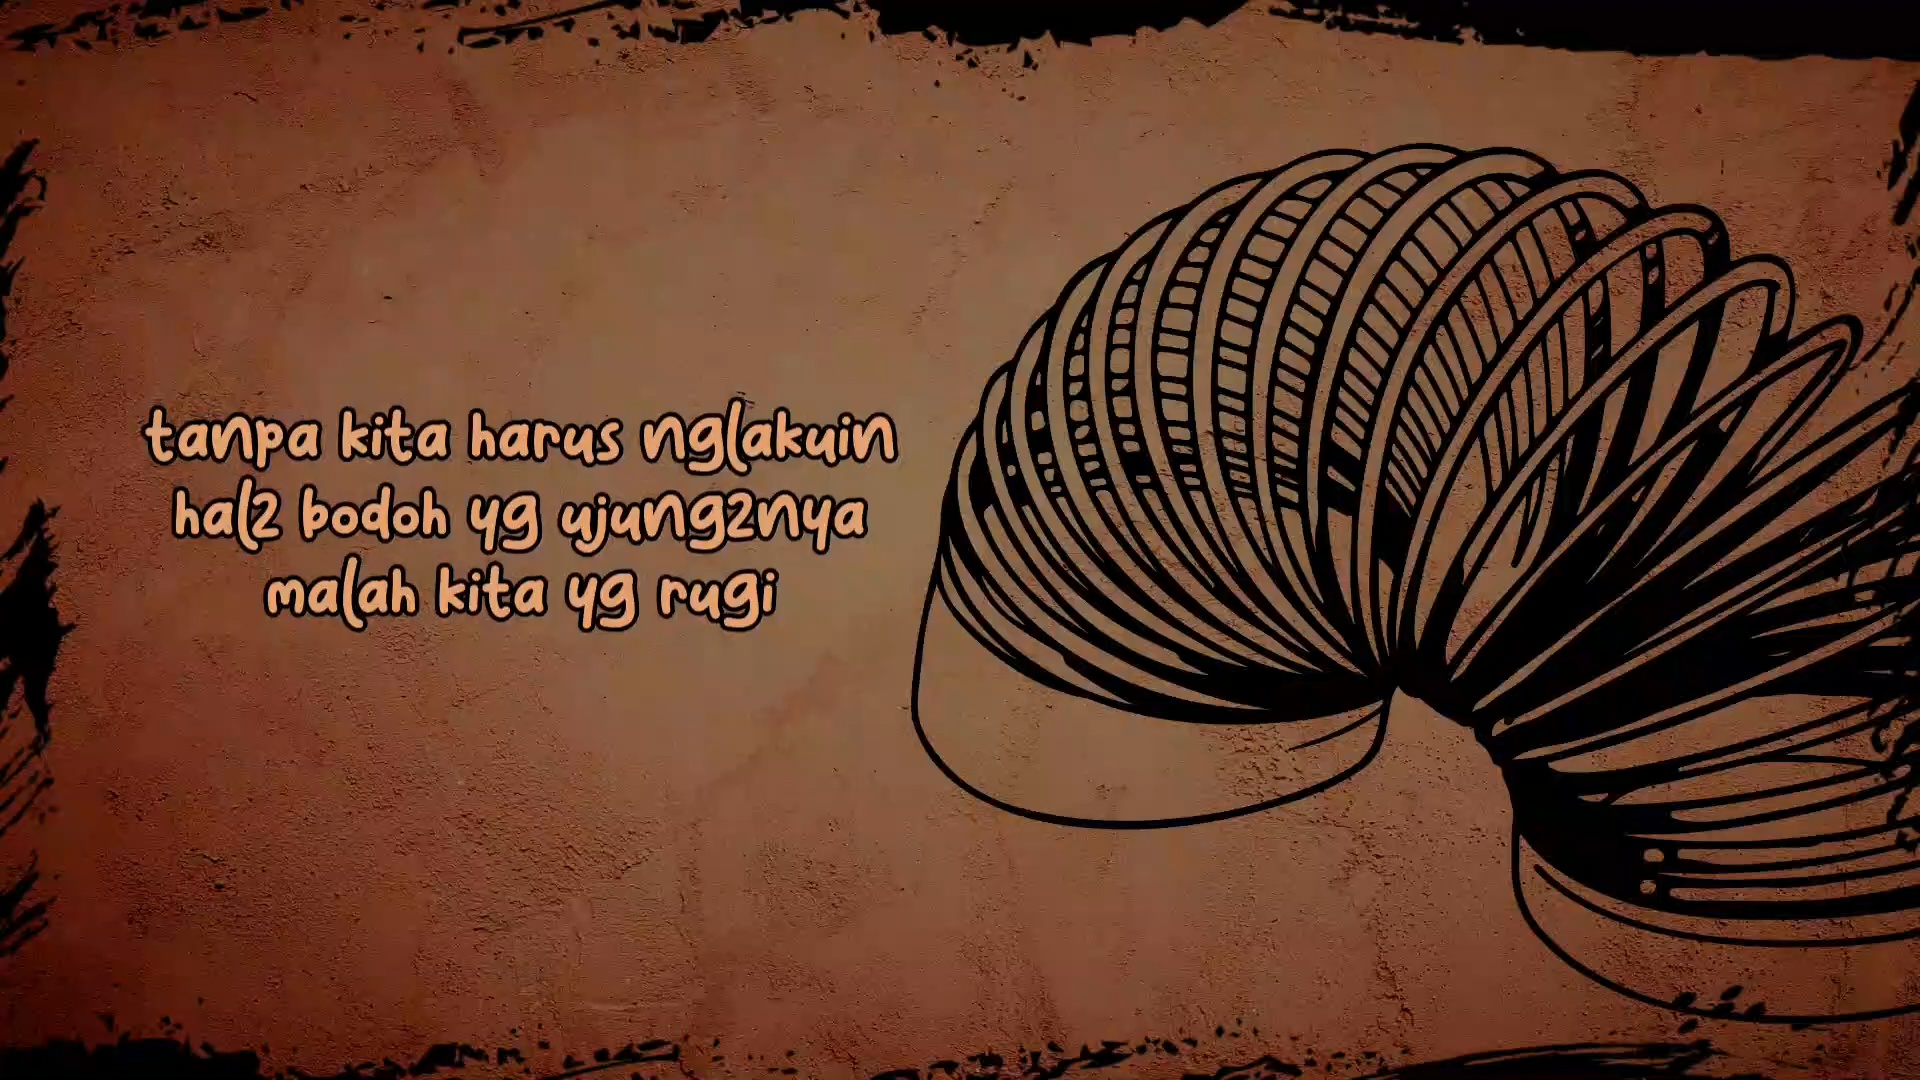 tanpa kita harus nglakuin
hal2 bodoh yg ujung2nya
malah kita yg rugi